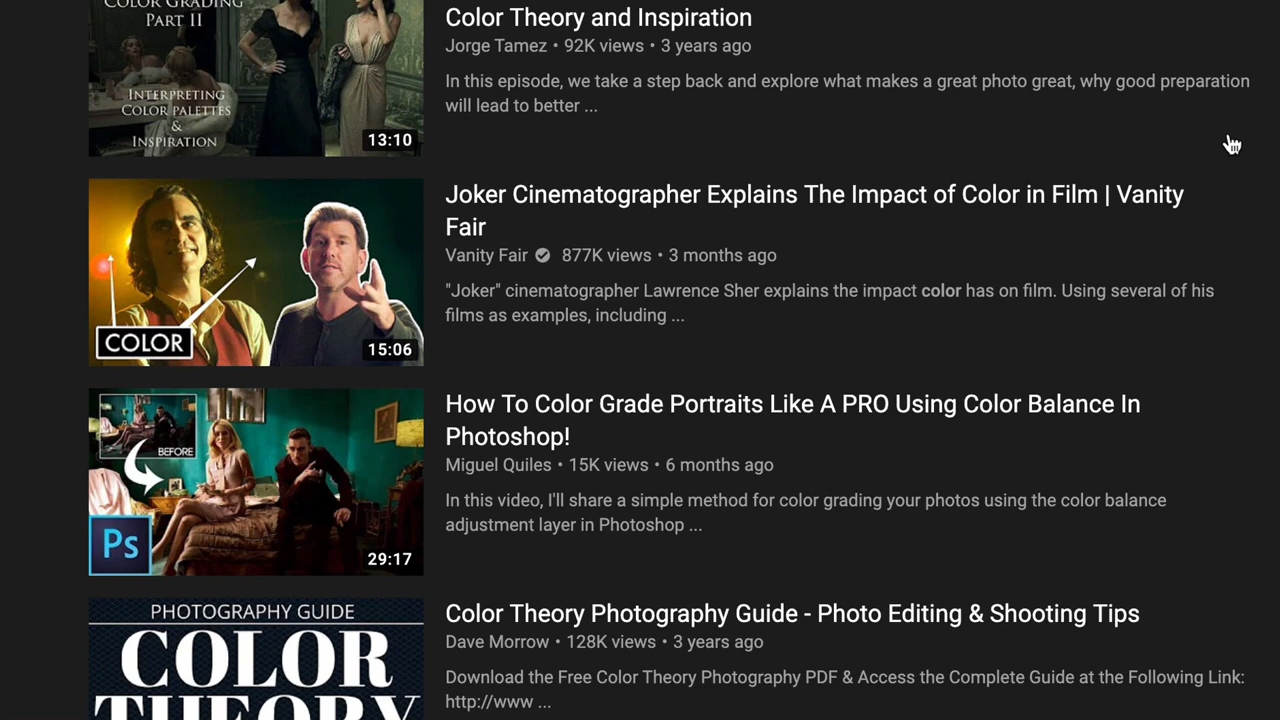 COLOR GRADING
PART II
INTERPRETING
COLOR PALETTES
&
INSPIRATION
13:10
Color Theory and Inspiration
Jorge Tamez • 92K views • 3 years ago
In this episode, we take a step back and explore what makes a great photo great, why good preparation
will lead to better ...
COLOR
15:06
Joker Cinematographer Explains The Impact of Color in Film | Vanity
Fair
Vanity Fair 877K views • 3 months ago
"Joker" cinematographer Lawrence Sher explains the impact color has on film. Using several of his
films as examples, including ...
BEFORE
Ps
29:17
How To Color Grade Portraits Like A PRO Using Color Balance In
Photoshop!
Miguel Quiles • 15K views • 6 months ago
In this video, I'll share a simple method for color grading your photos using the color balance
adjustment layer in Photoshop ...
PHOTOGRAPHY GUIDE
COLOR
THEORY
Color Theory Photography Guide - Photo Editing & Shooting Tips
Dave Morrow • 128K views • 3 years ago
Download the Free Color Theory Photography PDF & Access the Complete Guide at the Following Link:
http://www ...